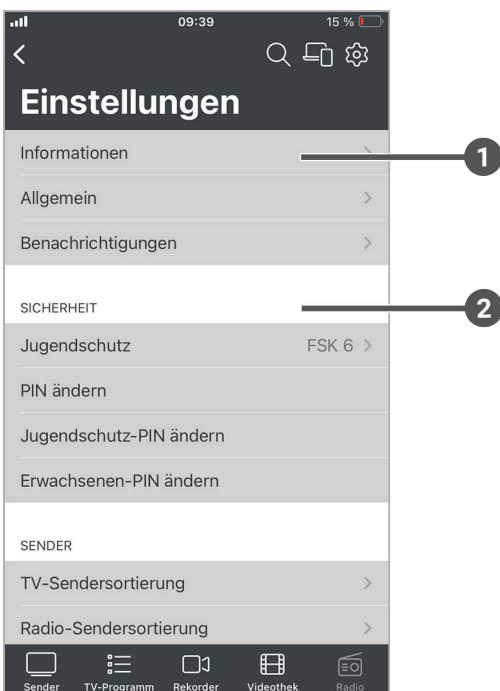 09:39
15 %
Einstellungen
Informationen
1
Allgemein
Benachrichtigungen
SICHERHEIT
2
Jugendschutz FSK 6
PIN ändern
Jugendschutz-PIN ändern
Erwachsenen-PIN ändern
SENDER
TV-Sendersortierung
Radio-Sendersortierung
Sender TV-Programm Rekorder Videothek Radio